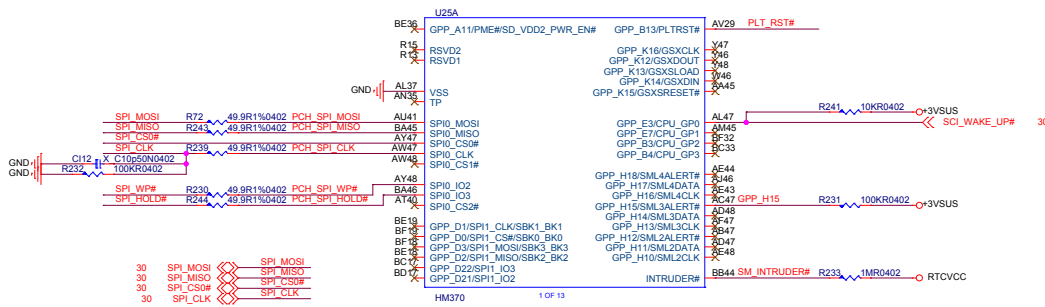 U25A
BE36 GPP_A11/PME#/SD_VDD2_PWR_EN# GPP_B13/PLTRST# AV29 PLT_RST#
R15 RSVD2 GPP_K16/GSXCLK Y47
R13 RSVD1 GPP_K12/GSXDOUT Y46
GPP_K13/GSXSLOAD Y48
GPP_K14/GSXDIN W46
GND AL37 VSS GPP_K15/GSXSRESET# AA45
AN35 TP
R241 10KR0402 +3VSUS
SPI_MOSI R72 49.9R1%0402 PCH_SPI_MOSI AU41 SPI0_MOSI GPP_E3/CPU_GP0 AL47 SCI_WAKE_UP# 30
SPI_MISO R243 49.9R1%0402 PCH_SPI_MISO BA45 SPI0_MISO GPP_E7/CPU_GP1 AM45
SPI_CS0# AY47 SPI0_CS0# GPP_B3/CPU_GP2 BF32
SPI_CLK R239 49.9R1%0402 PCH_SPI_CLK AW47 SPI0_CLK GPP_B4/CPU_GP3 BC33
GND CI12 X C10p50N0402 AW48 SPI0_CS1#
GND R232 100KR0402
GPP_H18/SML4ALERT# AE44
SPI_WP# R230 49.9R1%0402 PCH_SPI_WP# AY48 SPI0_IO2 GPP_H17/SML4DATA AJ46
SPI_HOLD# R244 49.9R1%0402 PCH_SPI_HOLD# BA46 SPI0_IO3 GPP_H16/SML4CLK AE43
AT40 SPI0_CS2# GPP_H15/SML3ALERT# AC47 GPP_H15 R231 100KR0402 +3VSUS
GPP_H14/SML3DATA AD48
BE19 GPP_D1/SPI1_CLK/SBK1_BK1 GPP_H13/SML3CLK AF47
BF19 GPP_D0/SPI1_CS#/SBK0_BK0 GPP_H12/SML2ALERT# AB47
BF18 GPP_D3/SPI1_MOSI/SBK3_BK3 GPP_H11/SML2DATA AD47
BE18 GPP_D2/SPI1_MISO/SBK2_BK2 GPP_H10/SML2CLK AE48
BC17 GPP_D22/SPI1_IO3
BD17 GPP_D21/SPI1_IO2 INTRUDER# BB44 SM_INTRUDER# R233 1MR0402 RTCVCC
30 SPI_MOSI SPI_MOSI
30 SPI_MISO SPI_MISO
30 SPI_CS0# SPI_CS0#
30 SPI_CLK SPI_CLK
HM370 1 OF 13